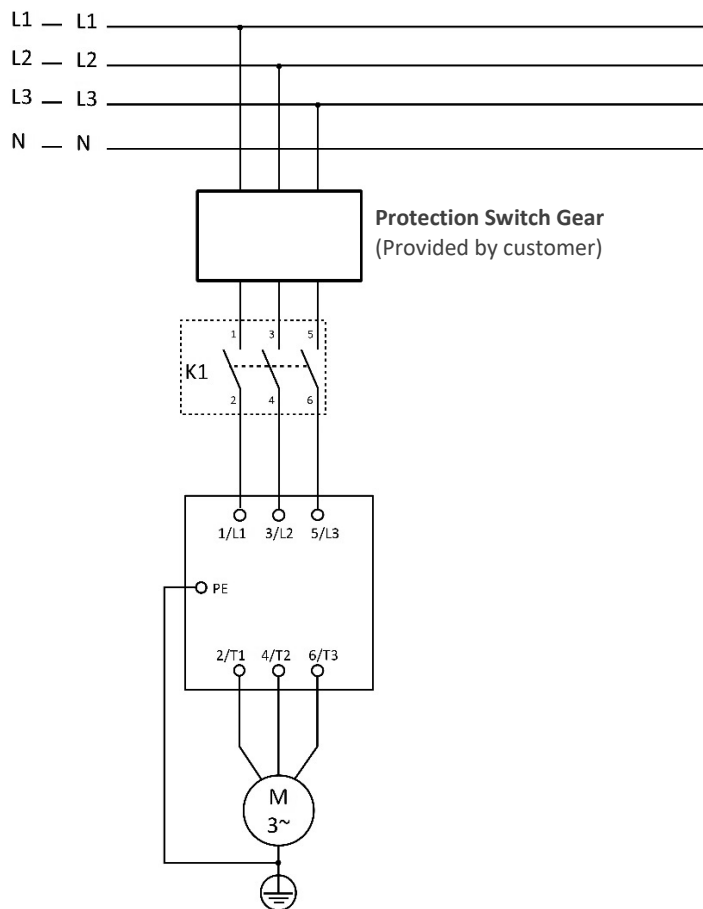 L1 — L1
L2 — L2
L3 — L3
N — N
Protection Switch Gear
(Provided by customer)
1 3 5
K1
2 4 6
1/L1 3/L2 5/L3
PE
2/T1 4/T2 6/T3
M
3~